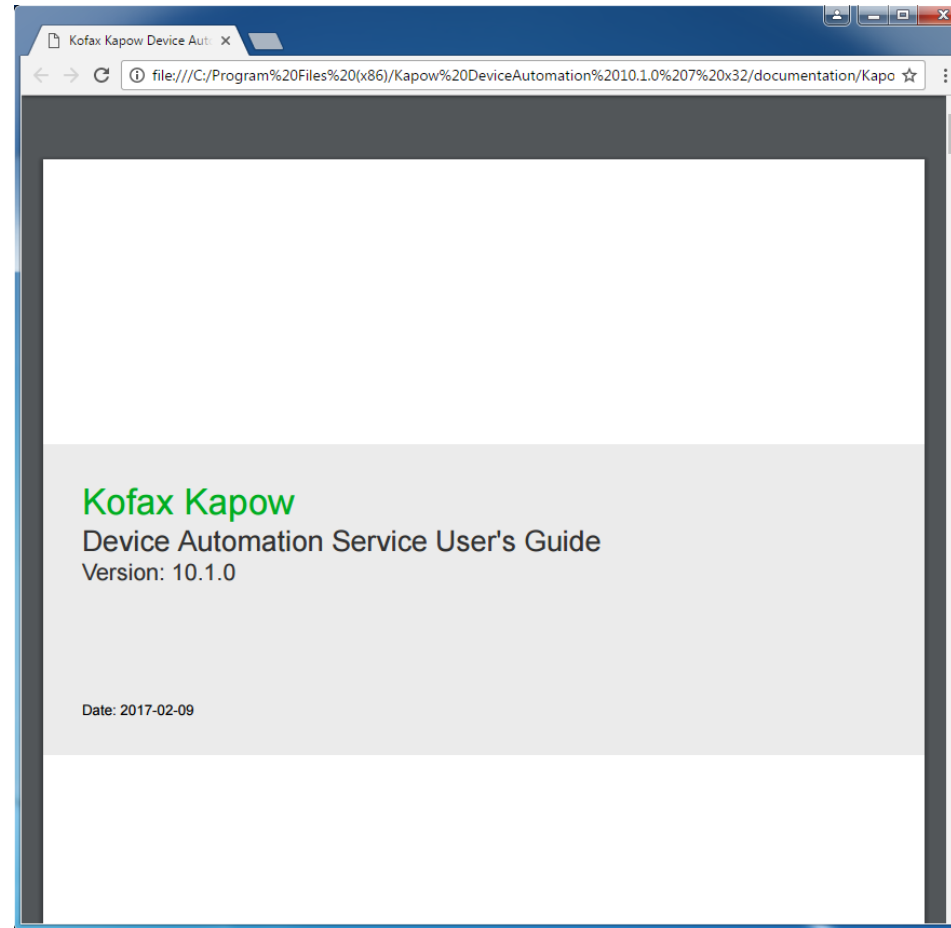 Kofax Kapow Device Aut
file:///C:/Program%20Files%20(x86)/Kapow%20DeviceAutomation%2010.1.0%207%20x32/documentation/Kapo
Kofax Kapow
Device Automation Service User's Guide
Version: 10.1.0
Date: 2017-02-09